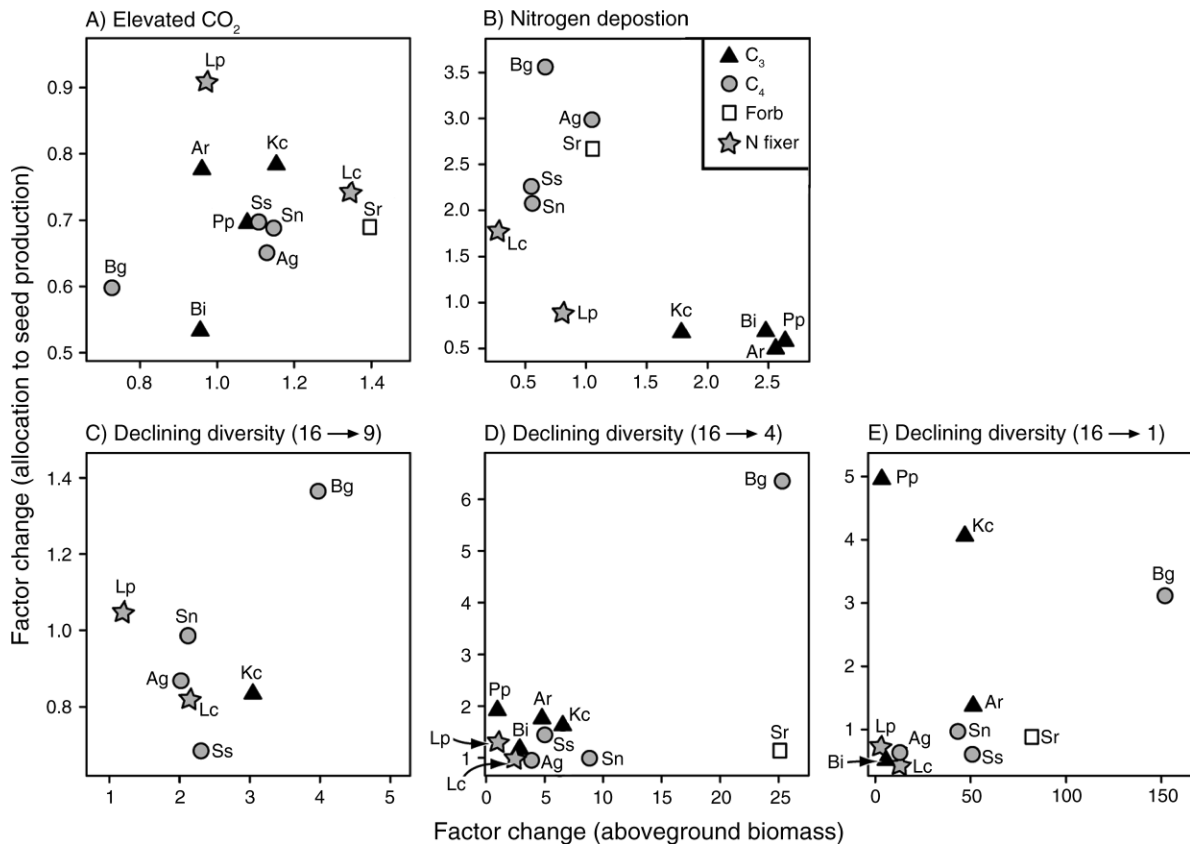 A) Elevated CO2
B) Nitrogen depostion
Factor change (allocation to seed production)
0.9
0.8
0.7
0.6
0.5
Lp
Ar
Kc
Lc
Pp
Ss
Sn
Sr
Ag
Bg
Bi
0.8
1.0
1.2
1.4
3.5
3.0
2.5
2.0
1.5
1.0
0.5
Bg
Ag
Sr
Ss
Sn
Lc
Lp
Kc
Bi
Pp
Ar
C3
C4
Forb
N fixer
0.5
1.0
1.5
2.0
2.5
C) Declining diversity (16 → 9)
D) Declining diversity (16 → 4)
E) Declining diversity (16 → 1)
1.4
1.2
1.0
0.8
Bg
Lp
Sn
Ag
Lc
Kc
Ss
1
2
3
4
5
6
5
4
3
2
1
Bg
Pp
Ar
Kc
Bi
Ss
Lp
Lc
Ag
Sn
Sr
0
5
10
15
20
25
5
4
3
2
1
0
Pp
Kc
Bg
Ar
Lp
Ag
Sn
Sr
Bi
Lc
Ss
0
50
100
150
Factor change (aboveground biomass)